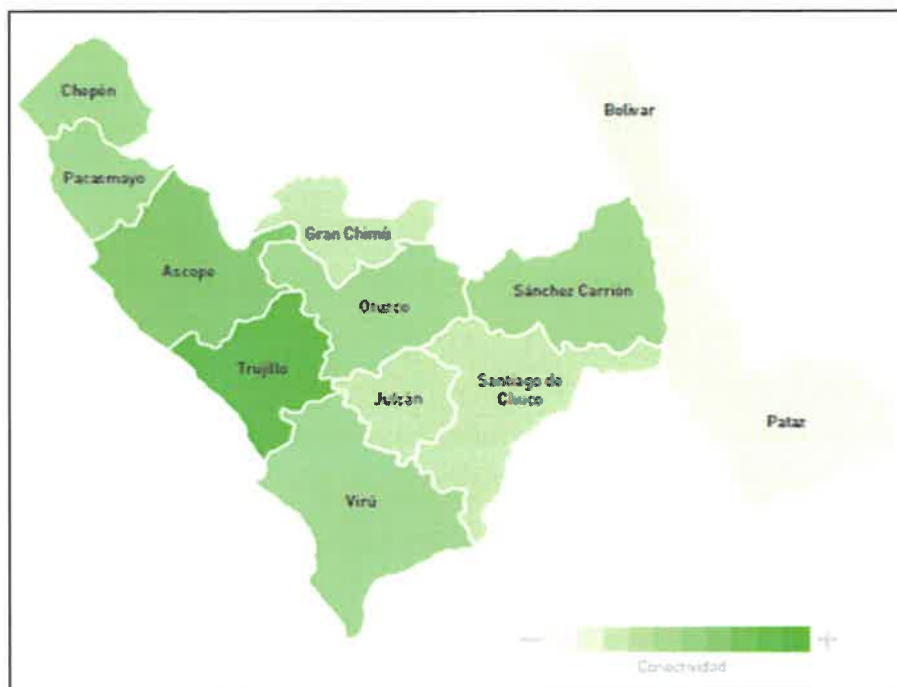 Chepén
Bolívar
Pacasmayo
Gran Chimú
Ascope
Sánchez Carrión
Otuzco
Trujillo
Santiago de
Chuco
Julcán
Pataz
Virú
Conectividad